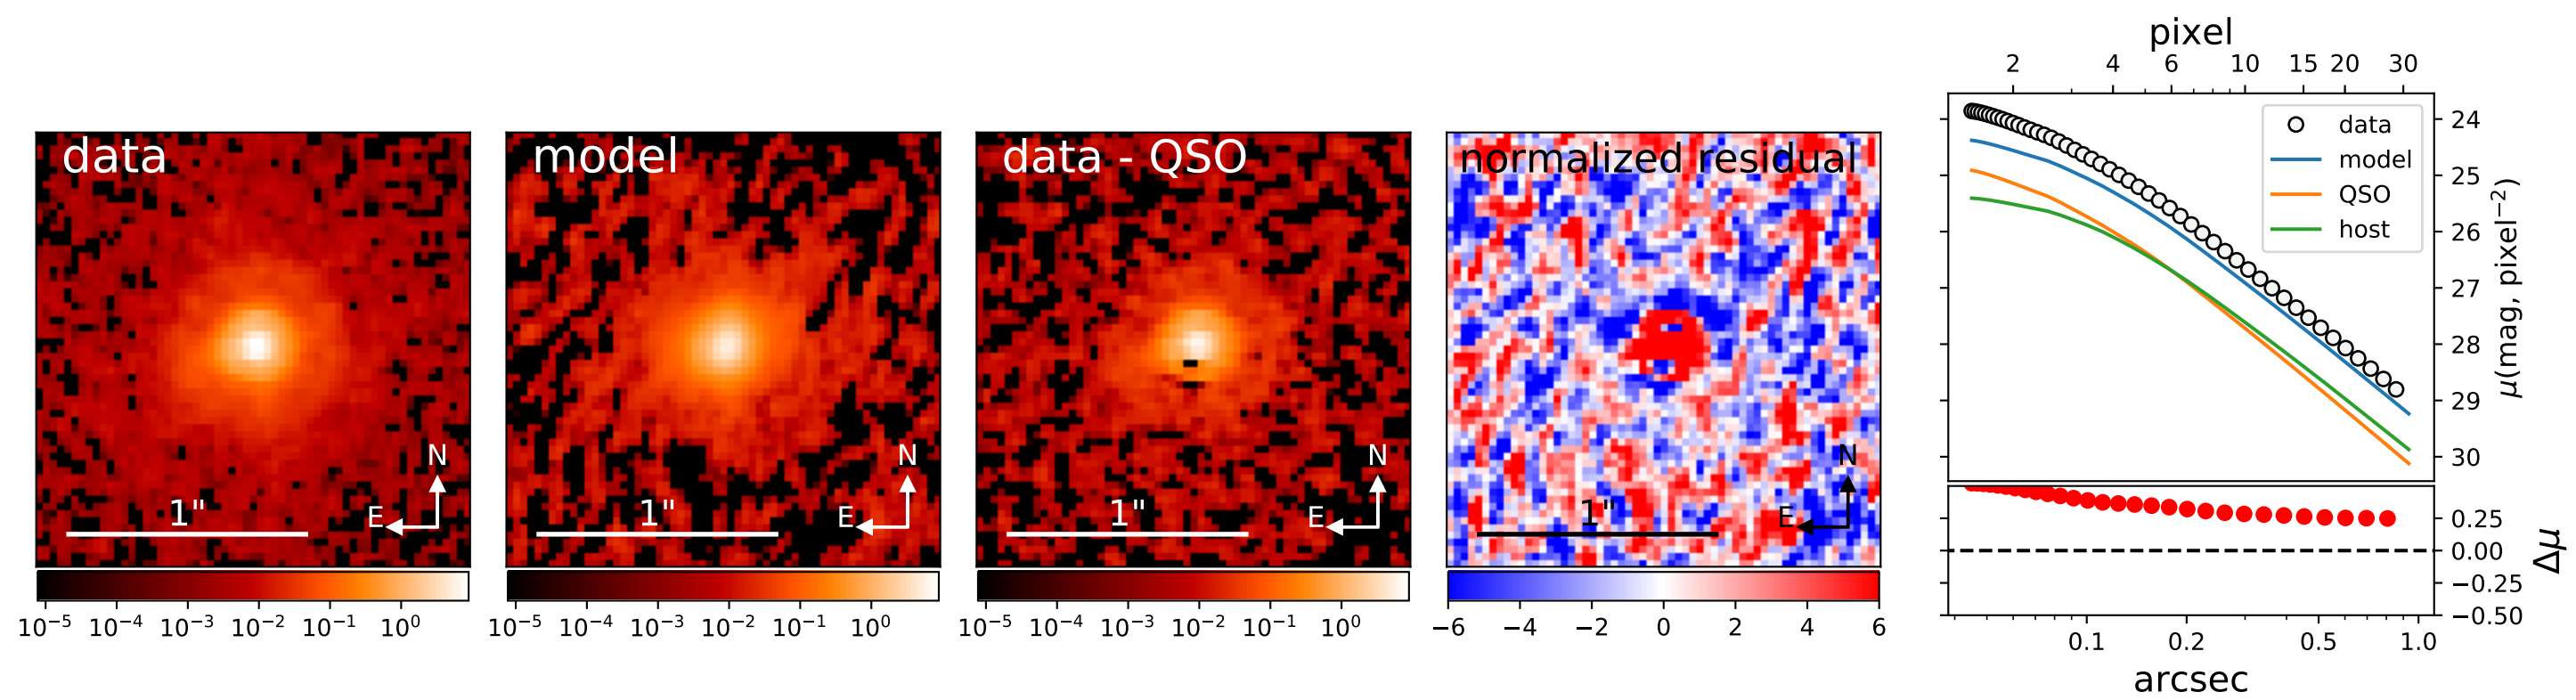 data
N
1"
E
10⁻⁵ 10⁻⁴ 10⁻³ 10⁻² 10⁻¹ 10⁰
model
N
1"
E
10⁻⁵ 10⁻⁴ 10⁻³ 10⁻² 10⁻¹ 10⁰
data - QSO
N
1"
E
10⁻⁵ 10⁻⁴ 10⁻³ 10⁻² 10⁻¹ 10⁰
normalized residual
N
1"
E
−6 −4 −2 0 2 4 6
pixel
2 4 6 10 15 20 30
data
model
QSO
host
24
25
26
27
28
29
30
μ(mag, pixel⁻²)
0.25
0.00
−0.25
−0.50
Δμ
0.1 0.2 0.5 1.0
arcsec